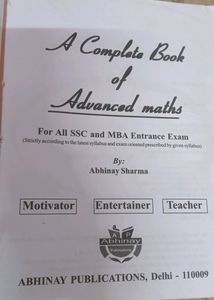 A Complete Book
of
Advanced maths
For All SSC and MBA Entrance Exam
(Strictly according to the latest syllabus and exam oriented prescribed by given syllabus)
By:
Abhinay Sharma
Motivator Entertainer Teacher
A P
Abhinay
Publications
ABHINAY PUBLICATIONS, Delhi - 110009